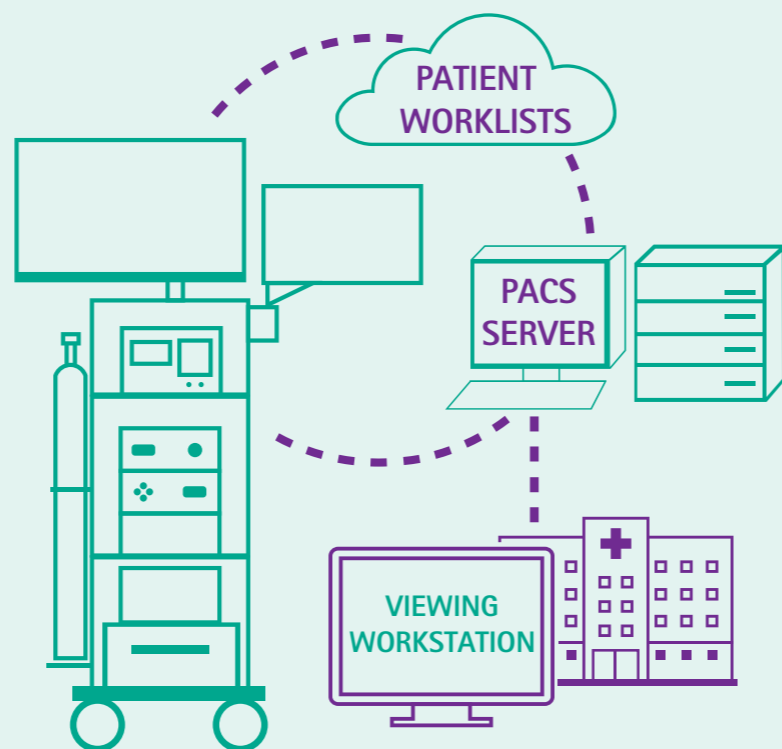 PATIENT
WORKLISTS
PACS
SERVER
VIEWING
WORKSTATION